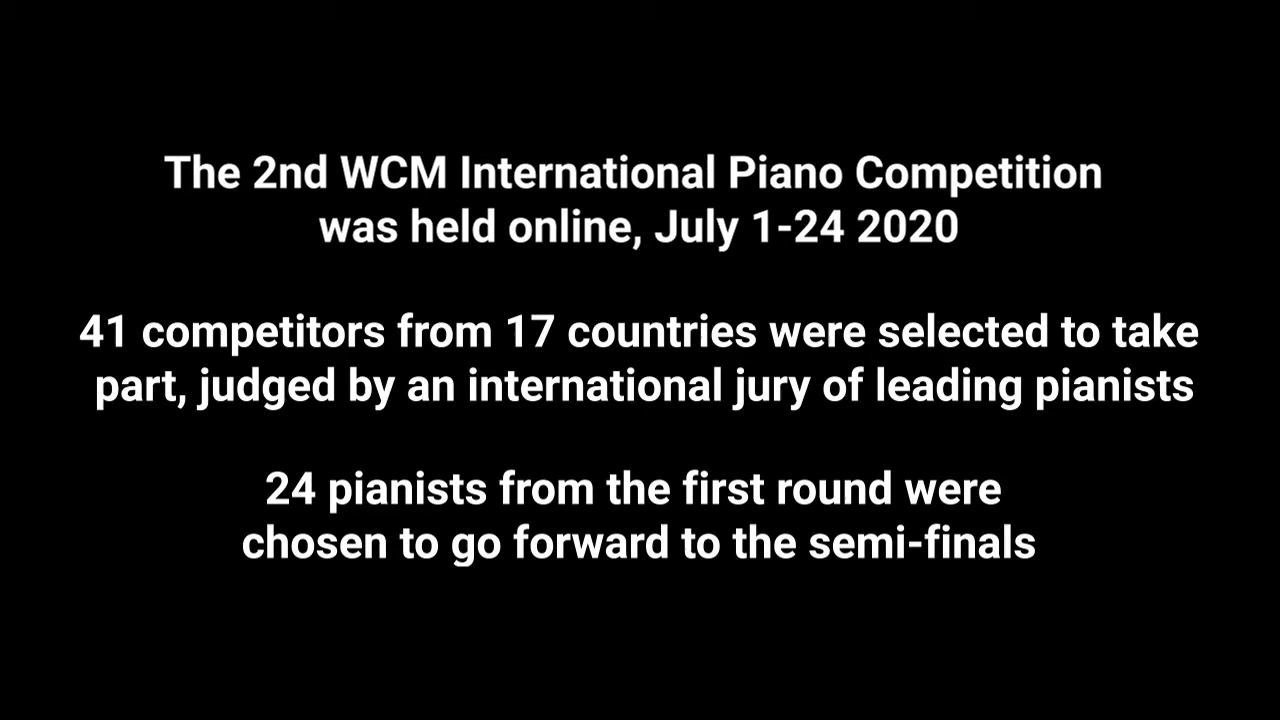 The 2nd WCM International Piano Competition
was held online, July 1-24 2020
41 competitors from 17 countries were selected to take
part, judged by an international jury of leading pianists
24 pianists from the first round were
chosen to go forward to the semi-finals